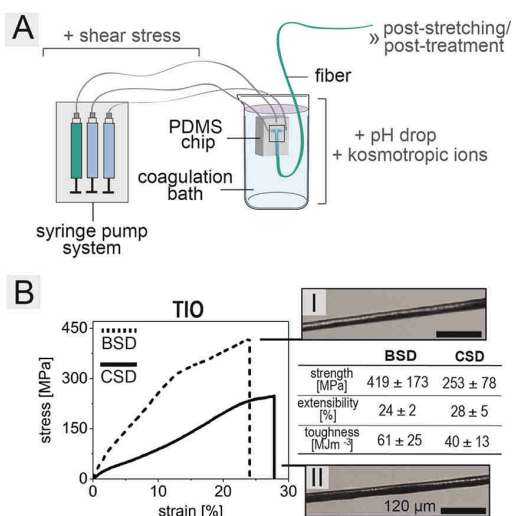 A
+ shear stress
» post-stretching/
post-treatment
fiber
PDMS
chip
+ pH drop
+ kosmotropic ions
coagulation
bath
syringe pump
system
B
TIO
stress [MPa]
450
300
150
0
0 10 20 30
strain [%]
BSD
CSD
I
BSD CSD
strength
[MPa] 419 ± 173 253 ± 78
extensibility
[%] 24 ± 2 28 ± 5
toughness
[MJm -3] 61 ± 25 40 ± 13
II
120 µm